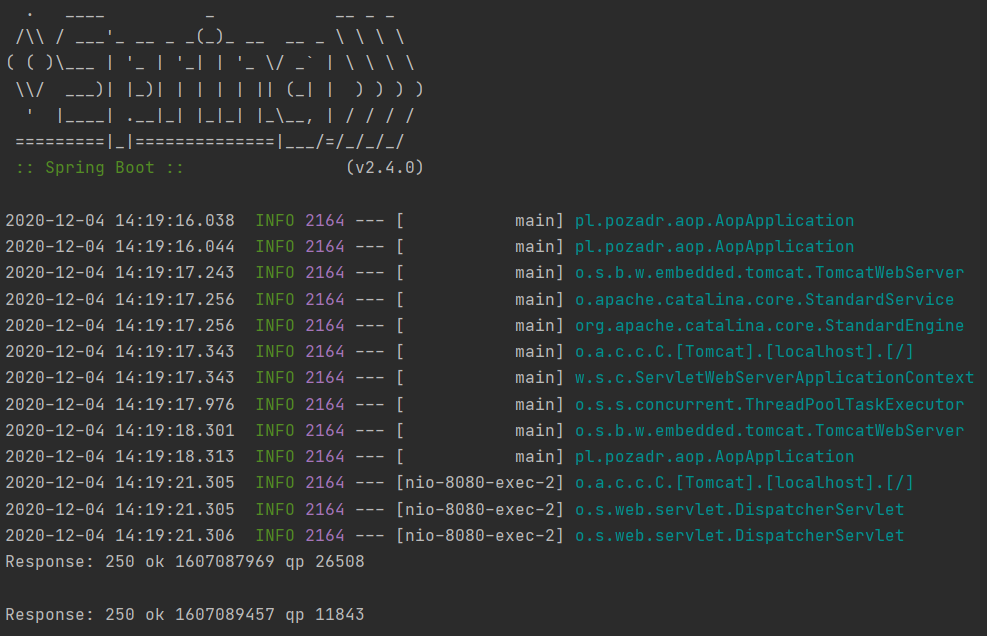 .   ____          _            __ _ _
 /\\ / ___'_ __ _ _(_)_ __  __ _ \ \ \ \
( ( )\___ | '_ | '_| | '_ \/ _` | \ \ \ \
 \\/  ___)| |_)| | | | | || (_| |  ) ) ) )
  '  |____| .__|_| |_|_| |_\__, | / / / /
 =========|_|==============|___/=/_/_/_/
 :: Spring Boot ::                (v2.4.0)
2020-12-04 14:19:16.038  INFO 2164 --- [           main] pl.pozadr.aop.AopApplication
2020-12-04 14:19:16.044  INFO 2164 --- [           main] pl.pozadr.aop.AopApplication
2020-12-04 14:19:17.243  INFO 2164 --- [           main] o.s.b.w.embedded.tomcat.TomcatWebServer
2020-12-04 14:19:17.256  INFO 2164 --- [           main] o.apache.catalina.core.StandardService
2020-12-04 14:19:17.256  INFO 2164 --- [           main] org.apache.catalina.core.StandardEngine
2020-12-04 14:19:17.343  INFO 2164 --- [           main] o.a.c.c.C.[Tomcat].[localhost].[/]
2020-12-04 14:19:17.343  INFO 2164 --- [           main] w.s.c.ServletWebServerApplicationContext
2020-12-04 14:19:17.976  INFO 2164 --- [           main] o.s.s.concurrent.ThreadPoolTaskExecutor
2020-12-04 14:19:18.301  INFO 2164 --- [           main] o.s.b.w.embedded.tomcat.TomcatWebServer
2020-12-04 14:19:18.313  INFO 2164 --- [           main] pl.pozadr.aop.AopApplication
2020-12-04 14:19:21.305  INFO 2164 --- [nio-8080-exec-2] o.a.c.c.C.[Tomcat].[localhost].[/]
2020-12-04 14:19:21.305  INFO 2164 --- [nio-8080-exec-2] o.s.web.servlet.DispatcherServlet
2020-12-04 14:19:21.306  INFO 2164 --- [nio-8080-exec-2] o.s.web.servlet.DispatcherServlet
Response: 250 ok 1607087969 qp 26508
Response: 250 ok 1607089457 qp 11843